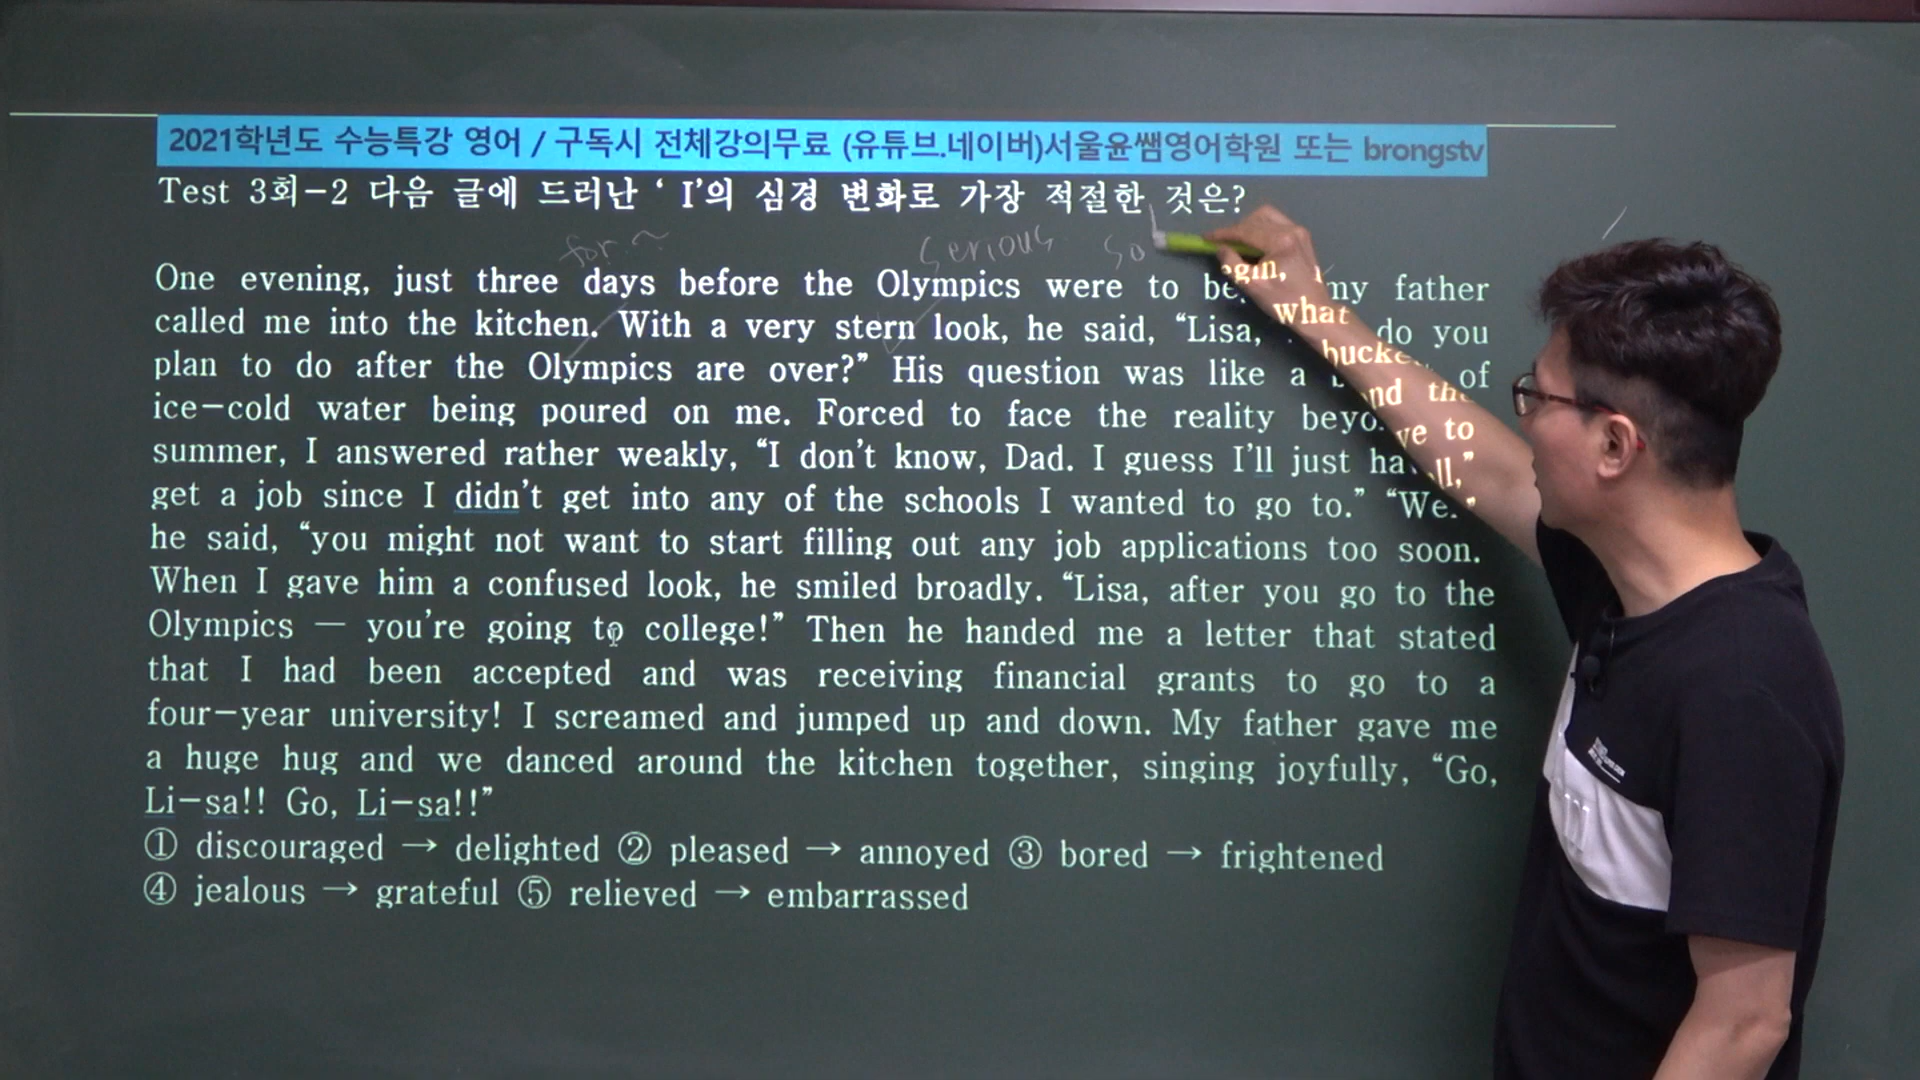 2021학년도 수능특강 영어 / 구독시 전체강의무료 (유튜브.네이버)서울윤쌤영어학원 또는 brongstv
Test 3회-2 다음 글에 드러난 ‘ I’의 심경 변화로 가장 적절한 것은?
for ~ serious so
One evening, just three days before the Olympics were to begin, my father
called me into the kitchen. With a very stern look, he said, “Lisa, what do you
plan to do after the Olympics are over?” His question was like a bucket of
ice-cold water being poured on me. Forced to face the reality beyond the
summer, I answered rather weakly, “I don’t know, Dad. I guess I’ll just have to
get a job since I didn’t get into any of the schools I wanted to go to.” “Well,”
he said, “you might not want to start filling out any job applications too soon.”
When I gave him a confused look, he smiled broadly. “Lisa, after you go to the
Olympics — you’re going to college!” Then he handed me a letter that stated
that I had been accepted and was receiving financial grants to go to a
four-year university! I screamed and jumped up and down. My father gave me
a huge hug and we danced around the kitchen together, singing joyfully, “Go,
Li-sa!! Go, Li-sa!!”
① discouraged → delighted ② pleased → annoyed ③ bored → frightened
④ jealous → grateful ⑤ relieved → embarrassed